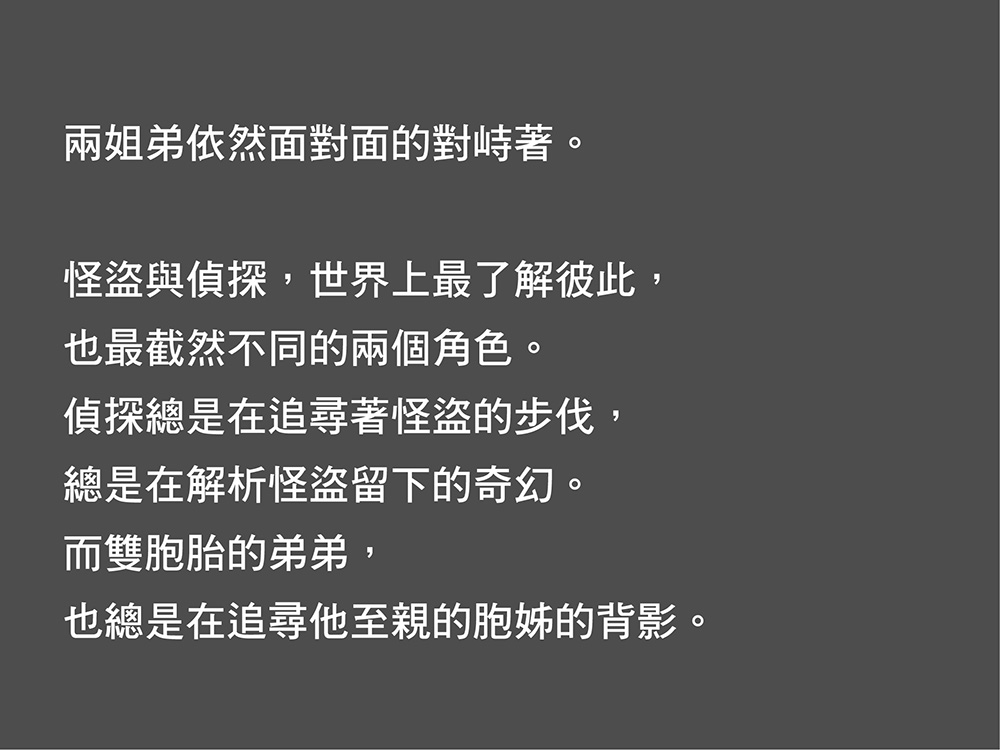 兩姐弟依然面對面的對峙著。
怪盜與偵探，世界上最了解彼此，
也最截然不同的兩個角色。
偵探總是在追尋著怪盜的步伐，
總是在解析怪盜留下的奇幻。
而雙胞胎的弟弟，
也總是在追尋他至親的胞姊的背影。